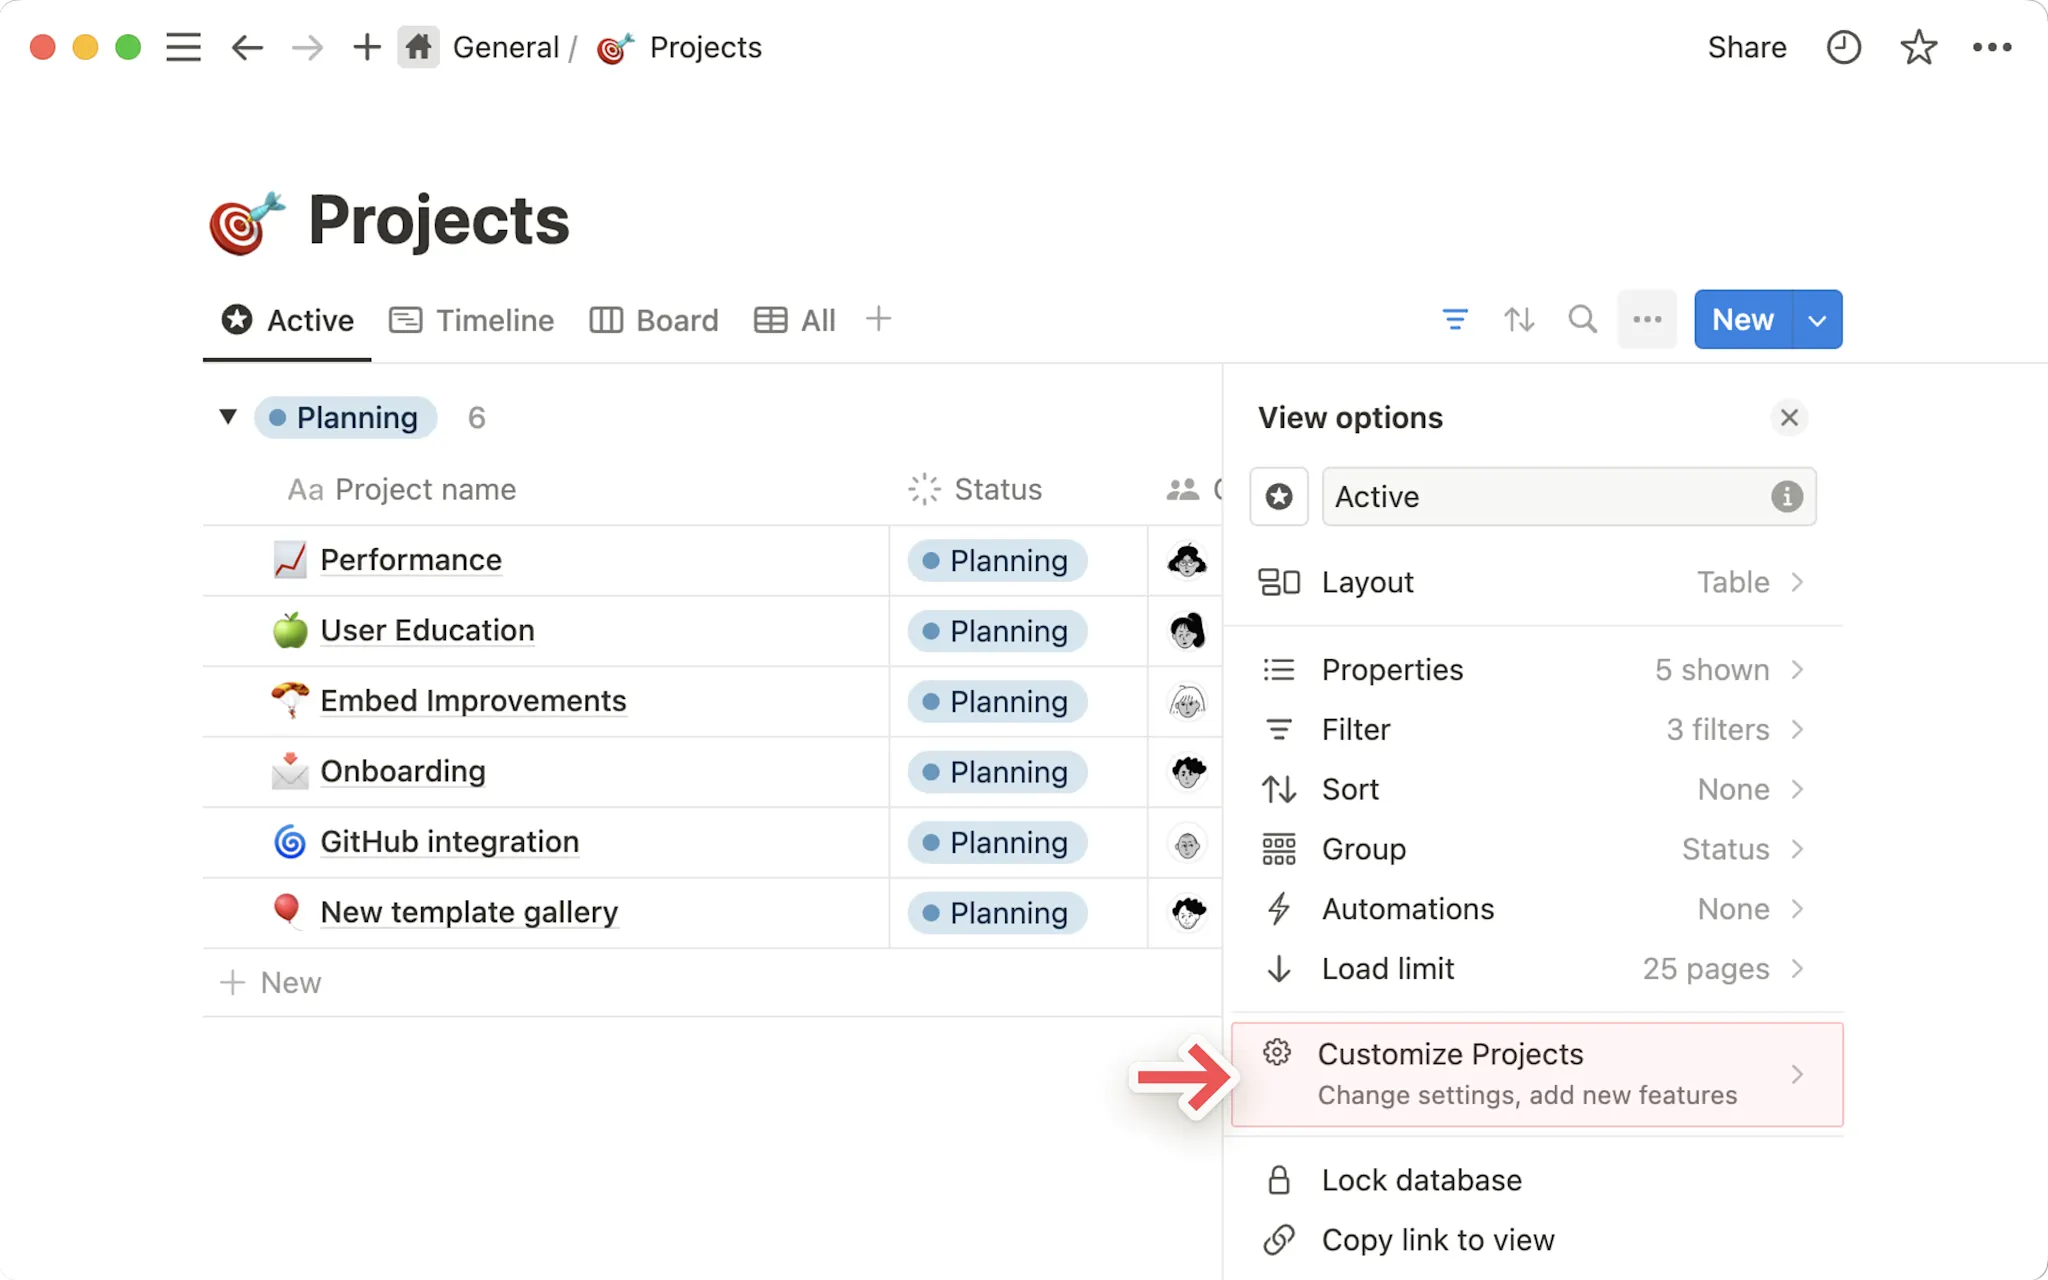 General / Projects
Share
Projects
Active Timeline Board All
New
Planning 6
Aa Project name Status
Performance Planning
User Education Planning
Embed Improvements Planning
Onboarding Planning
GitHub integration Planning
New template gallery Planning
New
View options
Active
Layout Table
Properties 5 shown
Filter 3 filters
Sort None
Group Status
Automations None
Load limit 25 pages
Customize Projects
Change settings, add new features
Lock database
Copy link to view